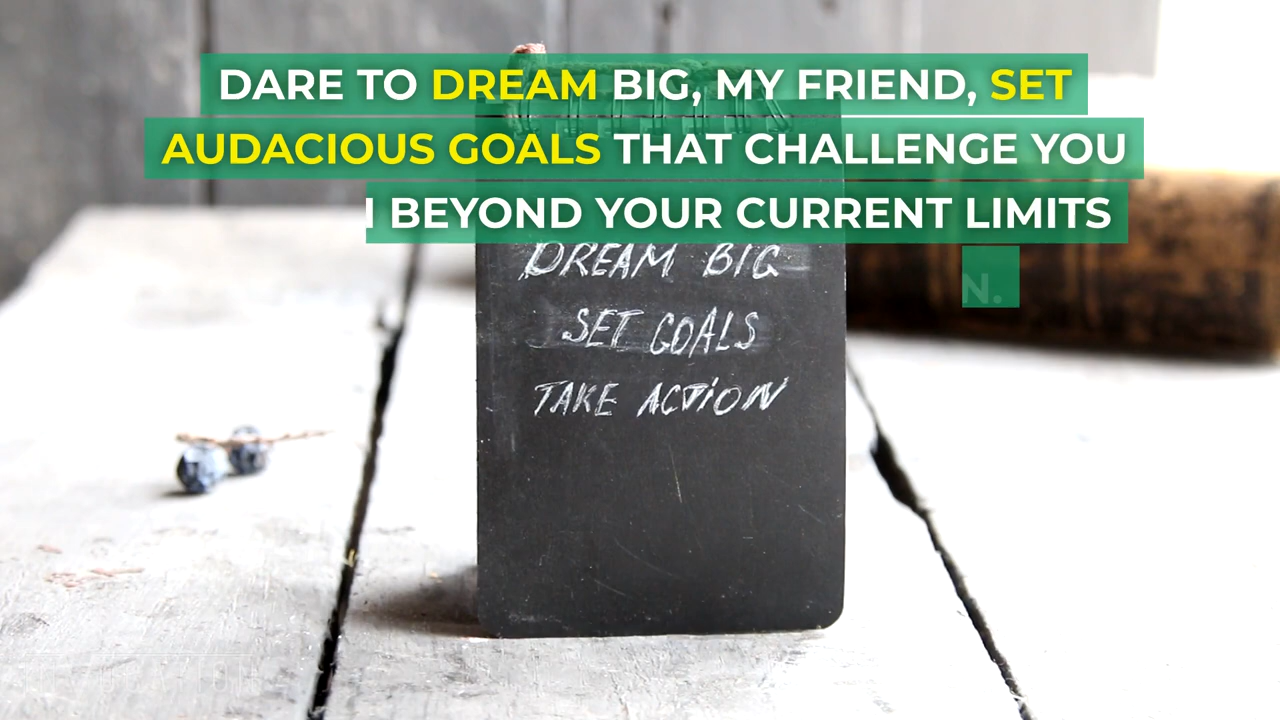 DARE TO DREAM BIG, MY FRIEND, SET
AUDACIOUS GOALS THAT CHALLENGE YOU
BEYOND YOUR CURRENT LIMITS
N.
DREAM BIG
SET GOALS
TAKE ACTION